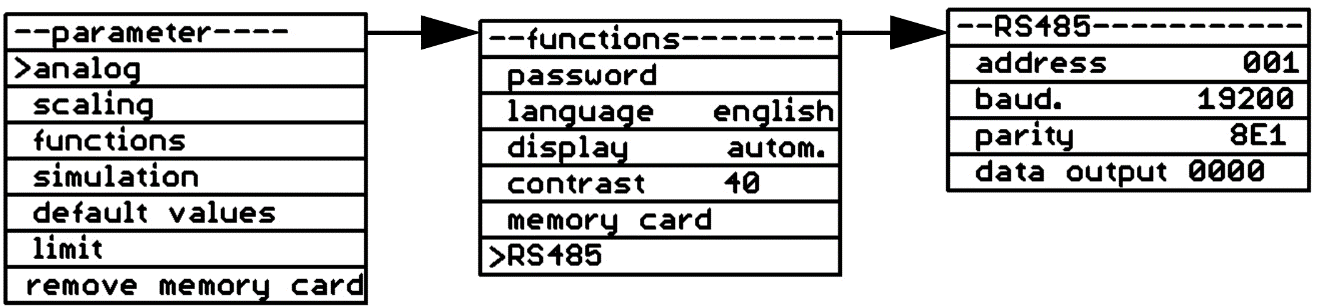 --parameter----
>analog
scaling
functions
simulation
default values
limit
remove memory card
--functions--------
password
language english
display autom.
contrast 40
memory card
>RS485
--RS485-----------
address 001
baud. 19200
parity 8E1
data output 0000